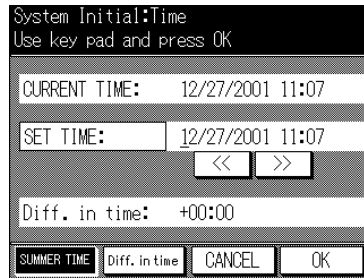 System Initial:Time
Use key pad and press OK
CURRENT TIME: 12/27/2001 11:07
SET TIME: 12/27/2001 11:07
<< >>
Diff. in time: +00:00
SUMMER TIME Diff. in time CANCEL OK